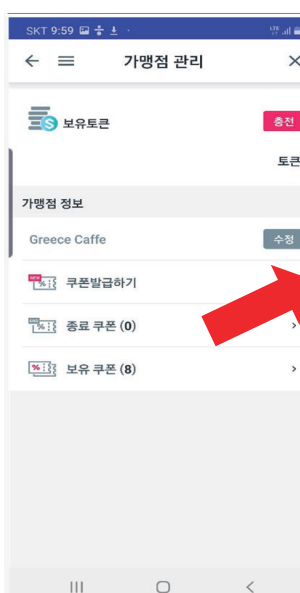 SKT 9:59
가맹점 관리
보유토큰
충전
토큰
가맹점 정보
Greece Caffe
수정
쿠폰발급하기
종료 쿠폰 (0)
보유 쿠폰 (8)